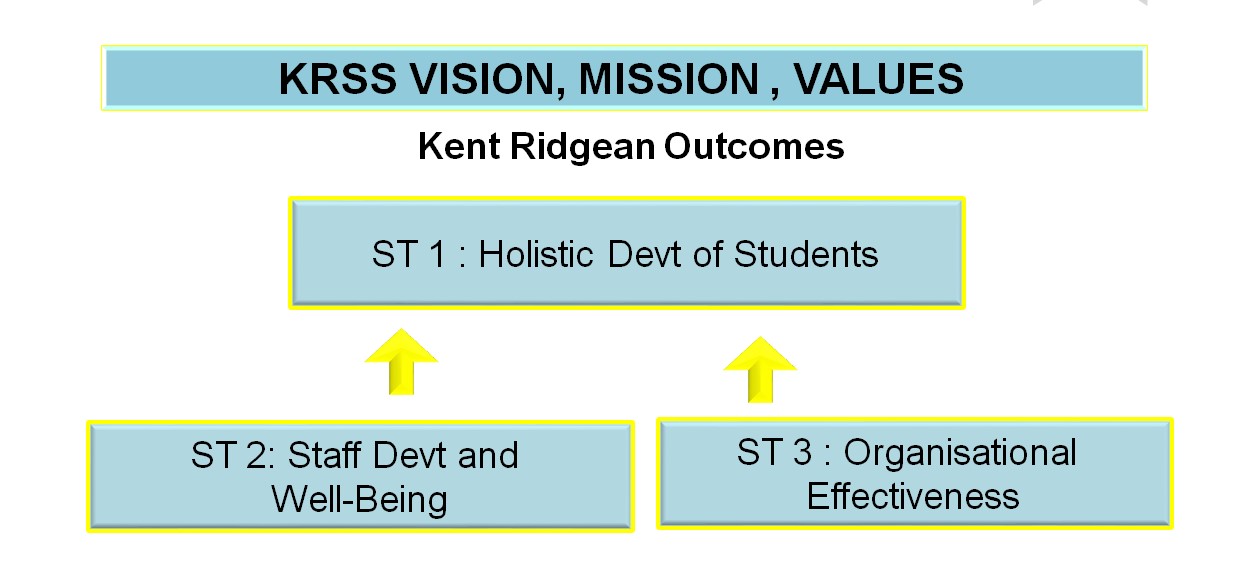 KRSS VISION, MISSION , VALUES
Kent Ridgean Outcomes
ST 1 : Holistic Devt of Students
ST 2: Staff Devt and
Well-Being
ST 3 : Organisational
Effectiveness